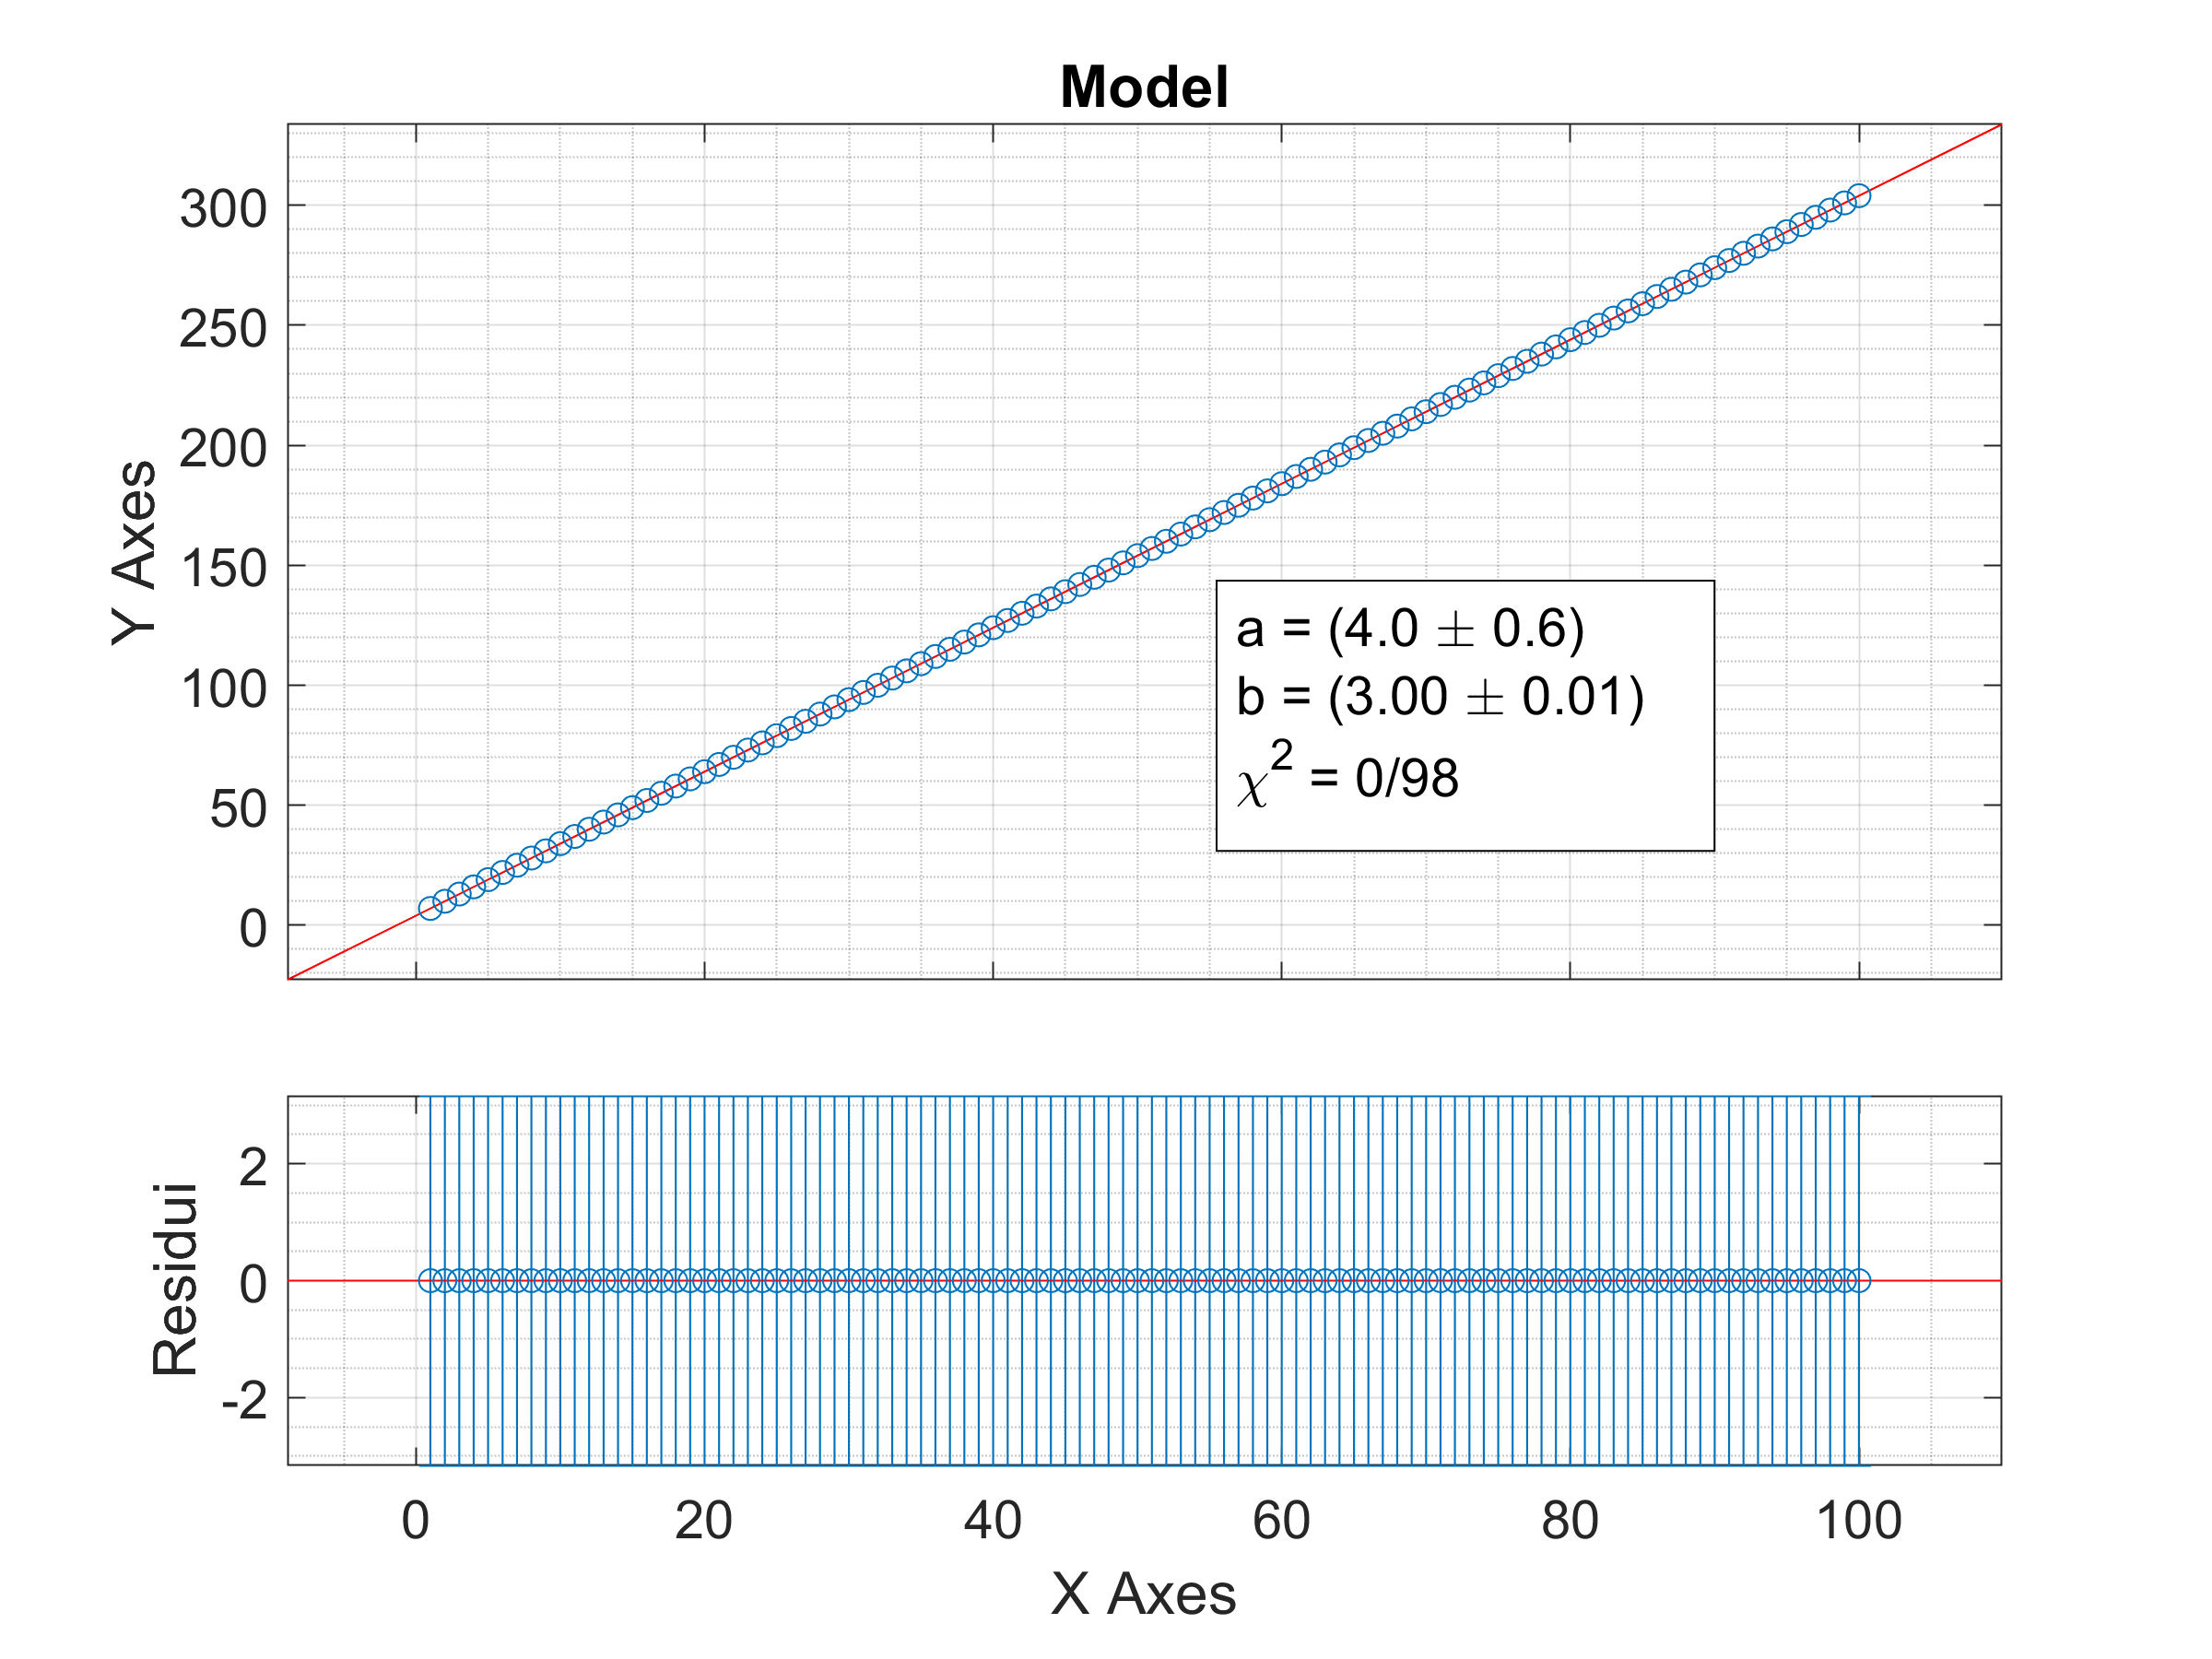 Model
300
250
200
150
100
50
0
Y Axes
a = (4.0 ± 0.6)
b = (3.00 ± 0.01)
χ² = 0/98
2
0
-2
Residui
0 20 40 60 80 100
X Axes